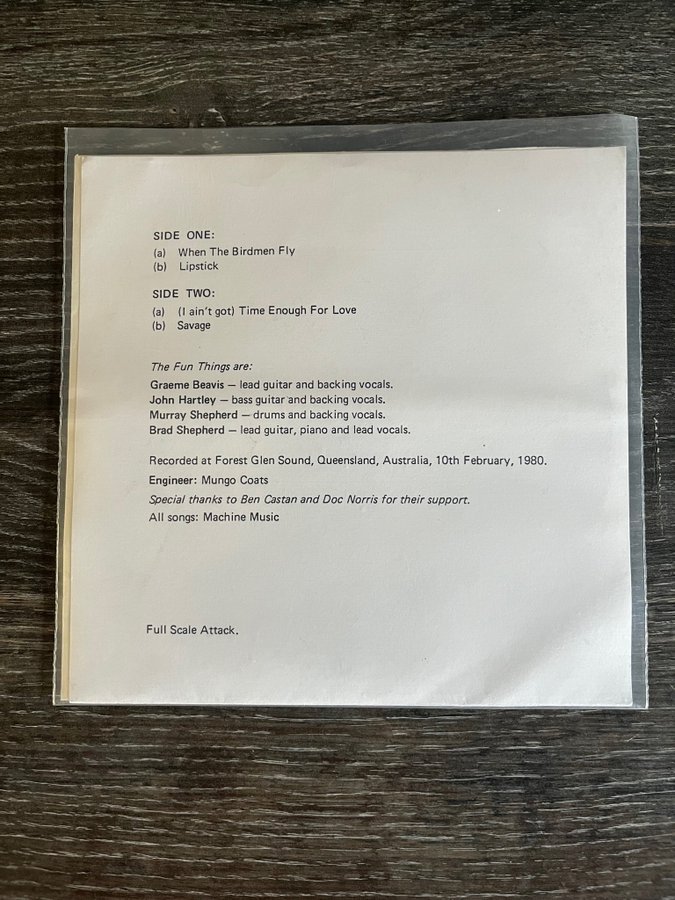 SIDE ONE:
(a) When The Birdmen Fly
(b) Lipstick
SIDE TWO:
(a) (I ain't got) Time Enough For Love
(b) Savage
The Fun Things are:
Graeme Beavis — lead guitar and backing vocals.
John Hartley — bass guitar and backing vocals.
Murray Shepherd — drums and backing vocals.
Brad Shepherd — lead guitar, piano and lead vocals.
Recorded at Forest Glen Sound, Queensland, Australia, 10th February, 1980.
Engineer: Mungo Coats
Special thanks to Ben Castan and Doc Norris for their support.
All songs: Machine Music
Full Scale Attack.